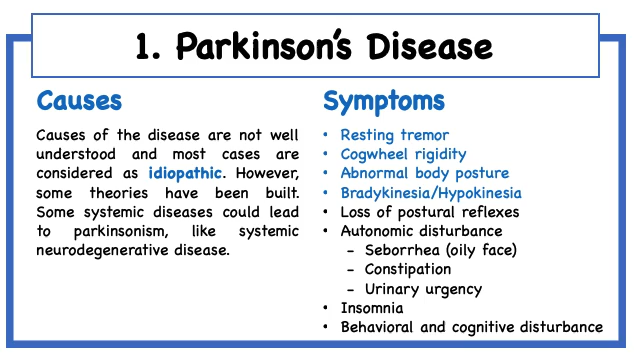 1. Parkinson's Disease
Causes
Causes of the disease are not well
understood and most cases are
considered as idiopathic. However,
some theories have been built.
Some systemic diseases could lead
to parkinsonism, like systemic
neurodegenerative disease.
Symptoms
• Resting tremor
• Cogwheel rigidity
• Abnormal body posture
• Bradykinesia/Hypokinesia
• Loss of postural reflexes
• Autonomic disturbance
– Seborrhea (oily face)
– Constipation
– Urinary urgency
• Insomnia
• Behavioral and cognitive disturbance